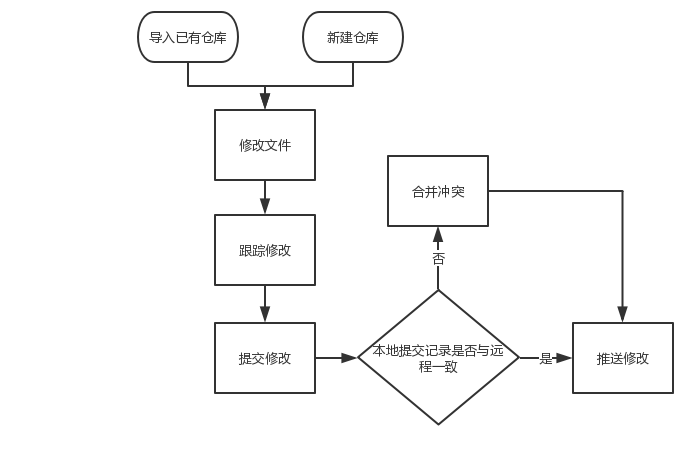 导入已有仓库
新建仓库
修改文件
合并冲突
跟踪修改
否
提交修改
本地提交记录是否与远
程一致
是
推送修改